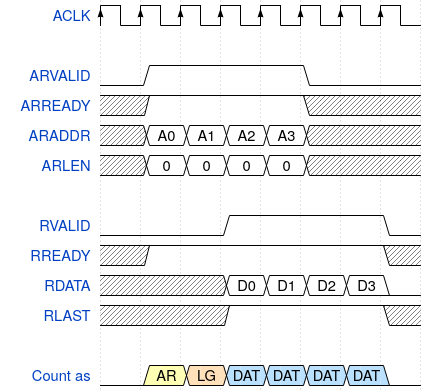 ACLK
ARVALID
ARREADY
ARADDR A0 A1 A2 A3
ARLEN 0 0 0 0
RVALID
RREADY
RDATA D0 D1 D2 D3
RLAST
Count as AR LG DAT DAT DAT DAT